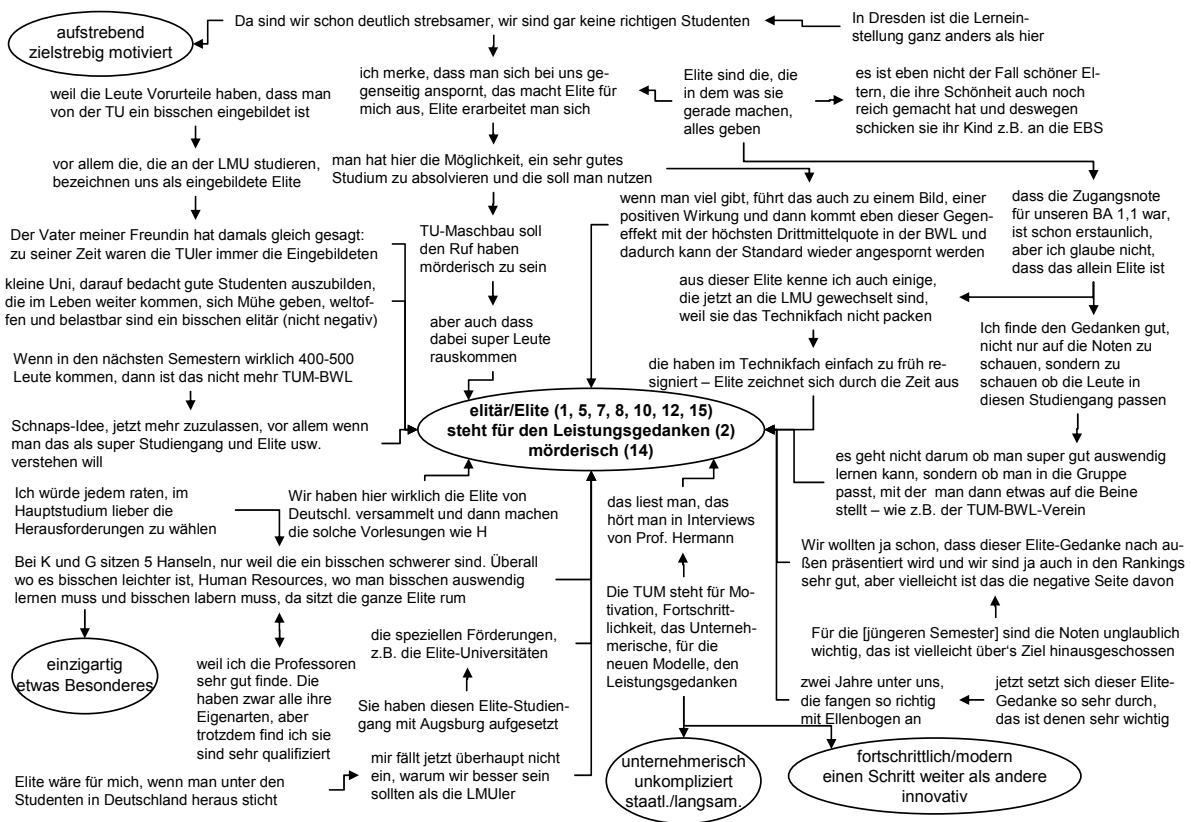 Da sind wir schon deutlich strebsamer, wir sind gar keine richtigen Studenten
In Dresden ist die Lernein-
stellung ganz anders als hier
aufstrebend
zielstrebig motiviert
weil die Leute Vorurteile haben, dass man
von der TU ein bisschen eingebildet ist
ich merke, dass man sich bei uns ge-
genseitig anspornt, das macht Elite für
mich aus, Elite erarbeitet man sich
Elite sind die, die
in dem was sie
gerade machen,
alles geben
es ist eben nicht der Fall schöner El-
tern, die ihre Schönheit auch noch
reich gemacht hat und deswegen
schicken sie ihr Kind z.B. an die EBS
vor allem die, die an der LMU studieren,
bezeichnen uns als eingebildete Elite
man hat hier die Möglichkeit, ein sehr gutes
Studium zu absolvieren und die soll man nutzen
wenn man viel gibt, führt das auch zu einem Bild, einer
positiven Wirkung und dann kommt eben dieser Gegen-
effekt mit der höchsten Drittmittelquote in der BWL und
dadurch kann der Standard wieder angespornt werden
dass die Zugangsnote
für unseren BA 1,1 war,
ist schon erstaunlich,
aber ich glaube nicht,
dass das allein Elite ist
Der Vater meiner Freundin hat damals gleich gesagt:
zu seiner Zeit waren die TUler immer die Eingebildeten
TU-Maschbau soll
den Ruf haben
mörderisch zu sein
kleine Uni, darauf bedacht gute Studenten auszubilden,
die im Leben weiter kommen, sich Mühe geben, weltof-
fen und belastbar sind ein bisschen elitär (nicht negativ)
aus dieser Elite kenne ich auch einige,
die jetzt an die LMU gewechselt sind,
weil sie das Technikfach nicht packen
aber auch dass
dabei super Leute
rauskommen
Ich finde den Gedanken gut,
nicht nur auf die Noten zu
schauen, sondern zu
schauen ob die Leute in
diesen Studiengang passen
Wenn in den nächsten Semestern wirklich 400-500
Leute kommen, dann ist das nicht mehr TUM-BWL
die haben im Technikfach einfach zu früh re-
signiert – Elite zeichnet sich durch die Zeit aus
elitär/Elite (1, 5, 7, 8, 10, 12, 15)
steht für den Leistungsgedanken (2)
mörderisch (14)
Schnaps-Idee, jetzt mehr zuzulassen, vor allem wenn
man das als super Studiengang und Elite usw.
verstehen will
es geht nicht darum ob man super gut auswendig
lernen kann, sondern ob man in die Gruppe
passt, mit der man dann etwas auf die Beine
stellt – wie z.B. der TUM-BWL-Verein
Ich würde jedem raten, im
Hauptstudium lieber die
Herausforderungen zu wählen
Wir haben hier wirklich die Elite von
Deutschl. versammelt und dann machen
die solche Vorlesungen wie H
das liest man, das
hört man in Interviews
von Prof. Hermann
Wir wollten ja schon, dass dieser Elite-Gedanke nach au-
ßen präsentiert wird und wir sind ja auch in den Rankings
sehr gut, aber vielleicht ist das die negative Seite davon
Bei K und G sitzen 5 Hanseln, nur weil die ein bisschen schwerer sind. Überall
wo es bisschen leichter ist, Human Resources, wo man bisschen auswendig
lernen muss und bisschen labern muss, da sitzt die ganze Elite rum
Die TUM steht für Mo-
tivation, Fortschritt-
lichkeit, das Unterneh-
merische, für die
neuen Modelle, den
Leistungsgedanken
Für die [jüngeren Semester] sind die Noten unglaublich
wichtig, das ist vielleicht über's Ziel hinausgeschossen
einzigartig
etwas Besonderes
weil ich die Professoren
sehr gut finde. Die
haben zwar alle ihre
Eigenarten, aber
trotzdem find ich sie
sind sehr qualifiziert
die speziellen Förderungen,
z.B. die Elite-Universitäten
Sie haben diesen Elite-Studien-
gang mit Augsburg aufgesetzt
zwei Jahre unter uns,
die fangen so richtig
mit Ellenbogen an
jetzt setzt sich dieser Elite-
Gedanke so sehr durch,
das ist denen sehr wichtig
Elite wäre für mich, wenn man unter den
Studenten in Deutschland heraus sticht
mir fällt jetzt überhaupt nicht
ein, warum wir besser sein
sollten als die LMUler
unternehmerisch
unkompliziert
staatl./langsam.
fortschrittlich/modern
einen Schritt weiter als andere
innovativ